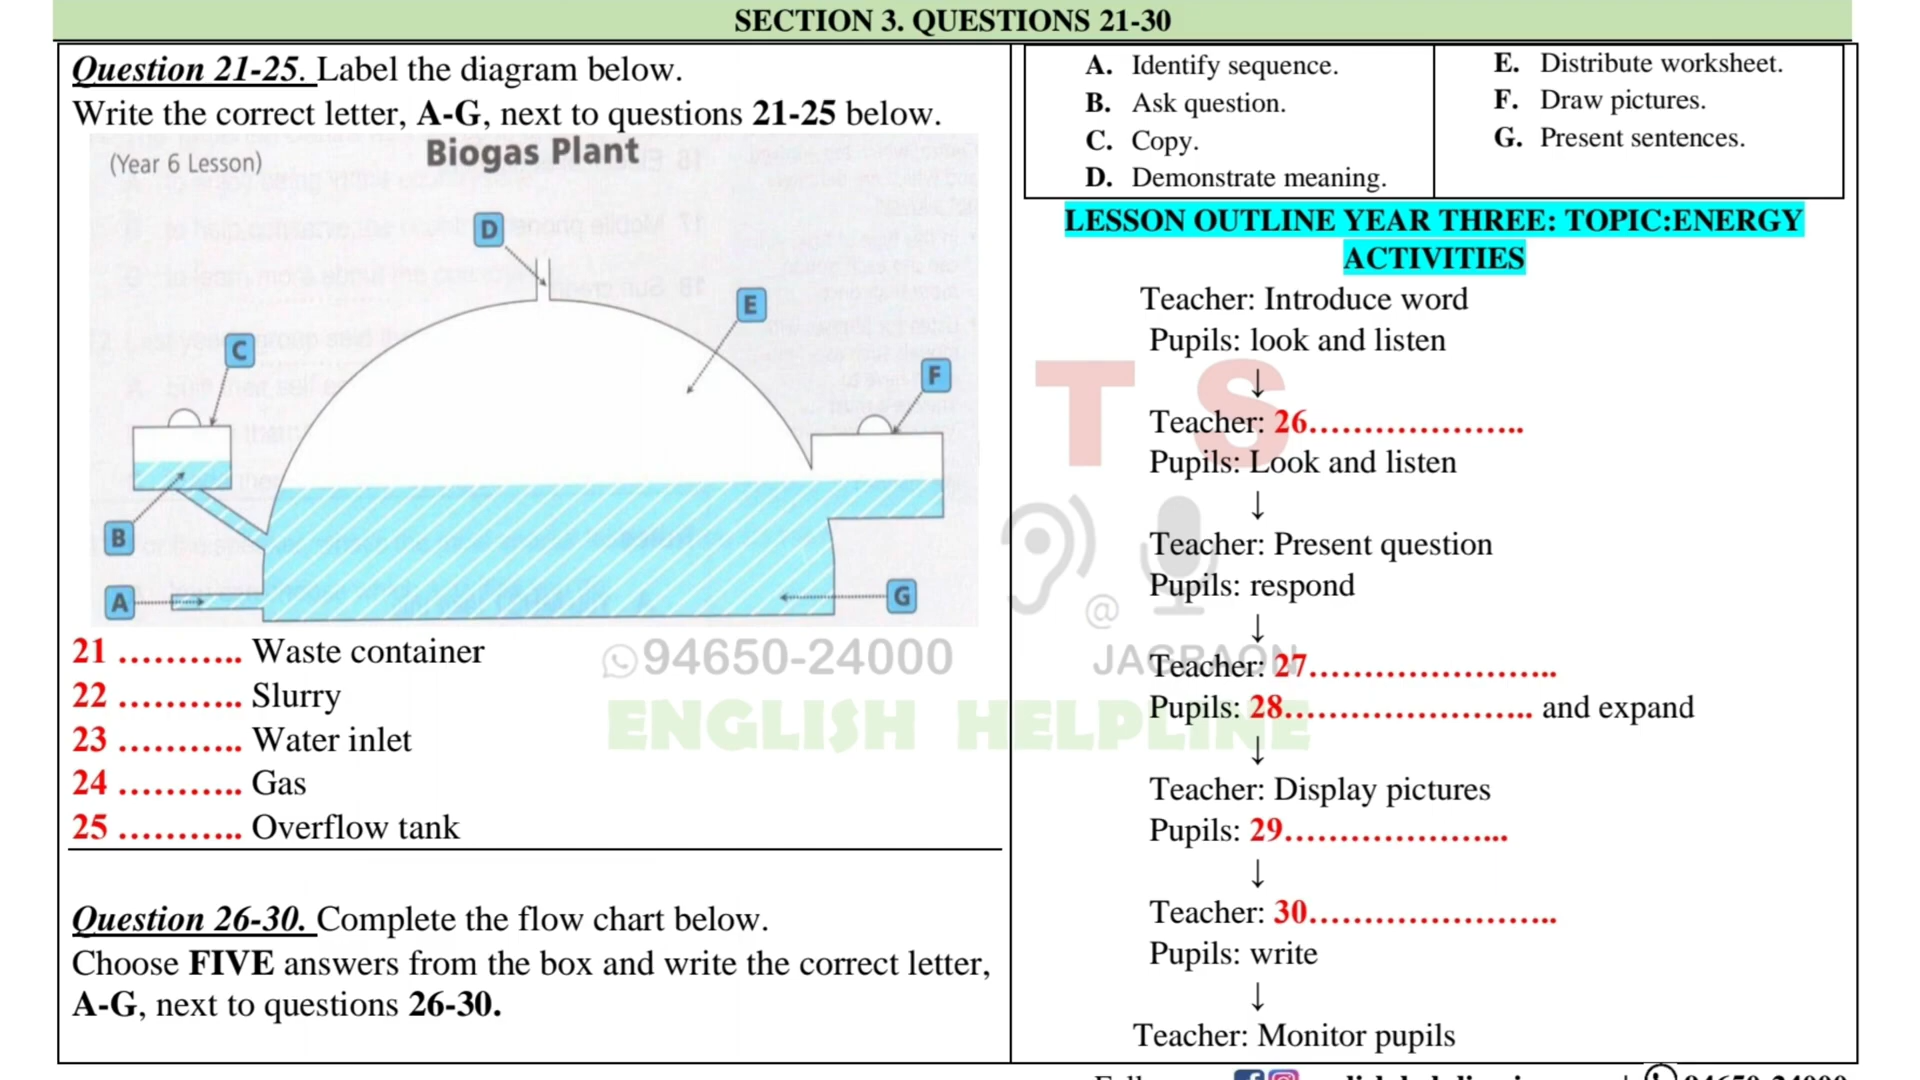 SECTION 3. QUESTIONS 21-30
Question 21-25. Label the diagram below.
Write the correct letter, A-G, next to questions 21-25 below.
(Year 6 Lesson)
Biogas Plant
D
E
C
F
B
A
G
21 ……….. Waste container
22 ……….. Slurry
23 ……….. Water inlet
24 ……….. Gas
25 ……….. Overflow tank
94650-24000
ENGLISH HELPLINE
Question 26-30. Complete the flow chart below.
Choose FIVE answers from the box and write the correct letter,
A-G, next to questions 26-30.
A. Identify sequence.
B. Ask question.
C. Copy.
D. Demonstrate meaning.
E. Distribute worksheet.
F. Draw pictures.
G. Present sentences.
LESSON OUTLINE YEAR THREE: TOPIC:ENERGY
ACTIVITIES
Teacher: Introduce word
Pupils: look and listen
↓
T S
Teacher: 26………………..
Pupils: Look and listen
↓
Teacher: Present question
Pupils: respond
@
↓
JAGRAON
Teacher: 27…………………..
Pupils: 28………………….. and expand
↓
Teacher: Display pictures
Pupils: 29………………...
↓
Teacher: 30…………………..
Pupils: write
↓
Teacher: Monitor pupils